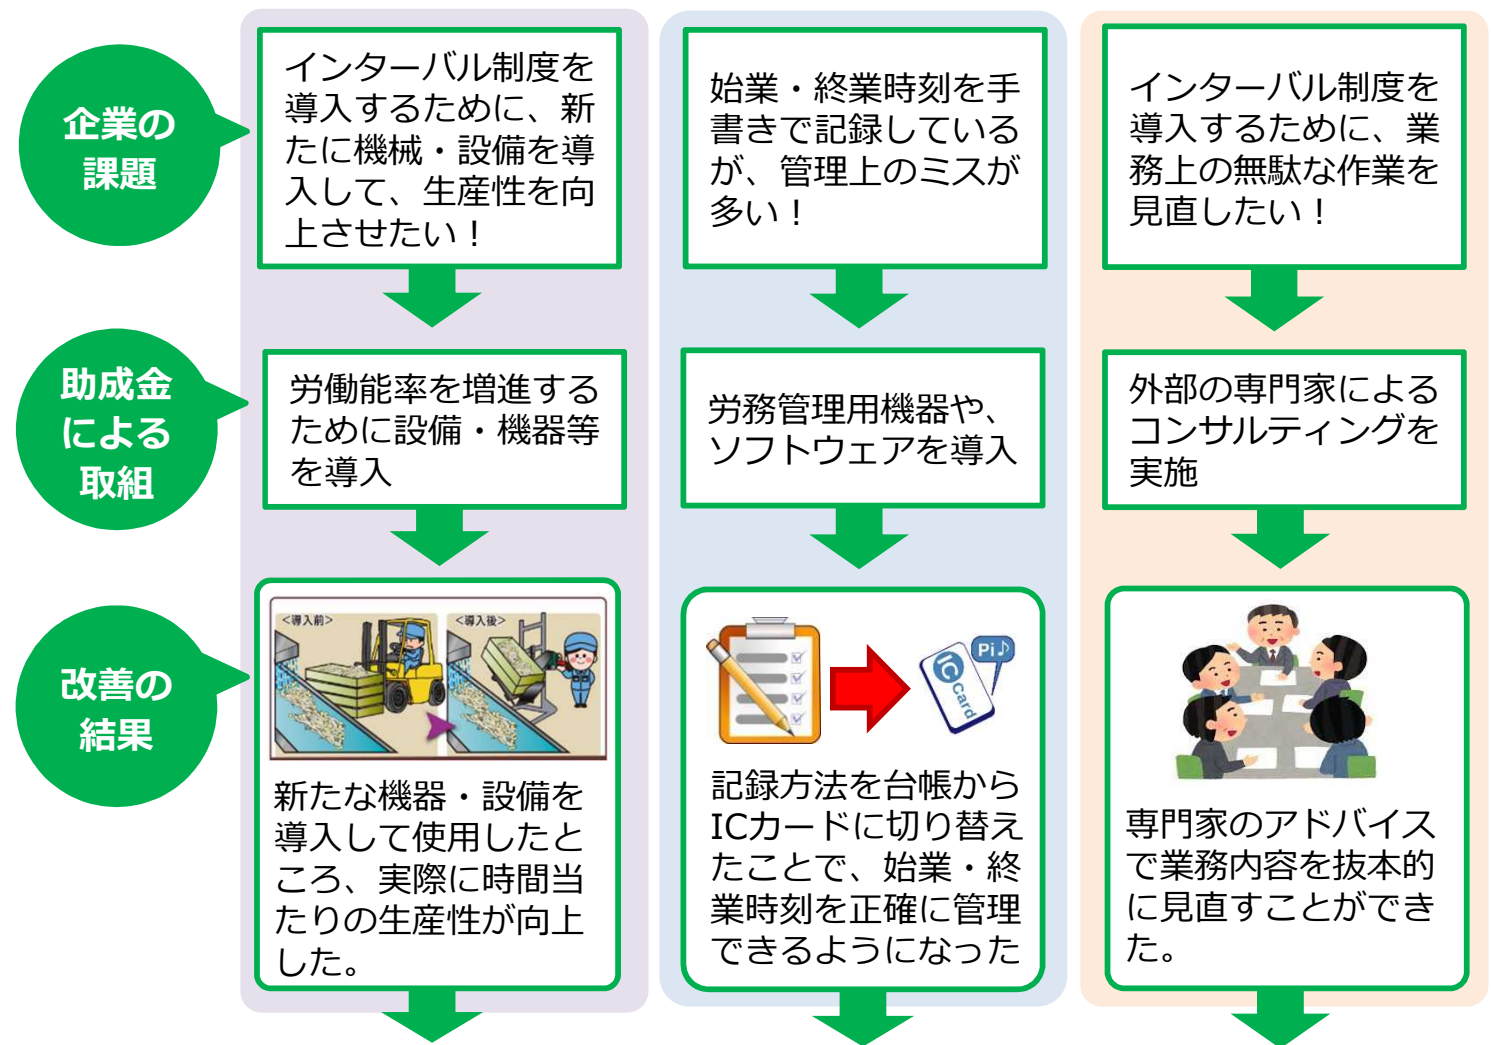 企業の
課題
インターバル制度を
導入するために、新
たに機械・設備を導
入して、生産性を向
上させたい！
始業・終業時刻を手
書きで記録している
が、管理上のミスが
多い！
インターバル制度を
導入するために、業
務上の無駄な作業を
見直したい！
助成金
による
取組
労働能率を増進する
ために設備・機器等
を導入
労務管理用機器や、
ソフトウェアを導入
外部の専門家による
コンサルティングを
実施
改善の
結果
<導入前>
<導入後>
新たな機器・設備を
導入して使用したと
ころ、実際に時間当
たりの生産性が向上
した。
Pi♪
IC
Card
記録方法を台帳から
ICカードに切り替え
たことで、始業・終
業時刻を正確に管理
できるようになった
専門家のアドバイス
で業務内容を抜本的
に見直すことができ
た。